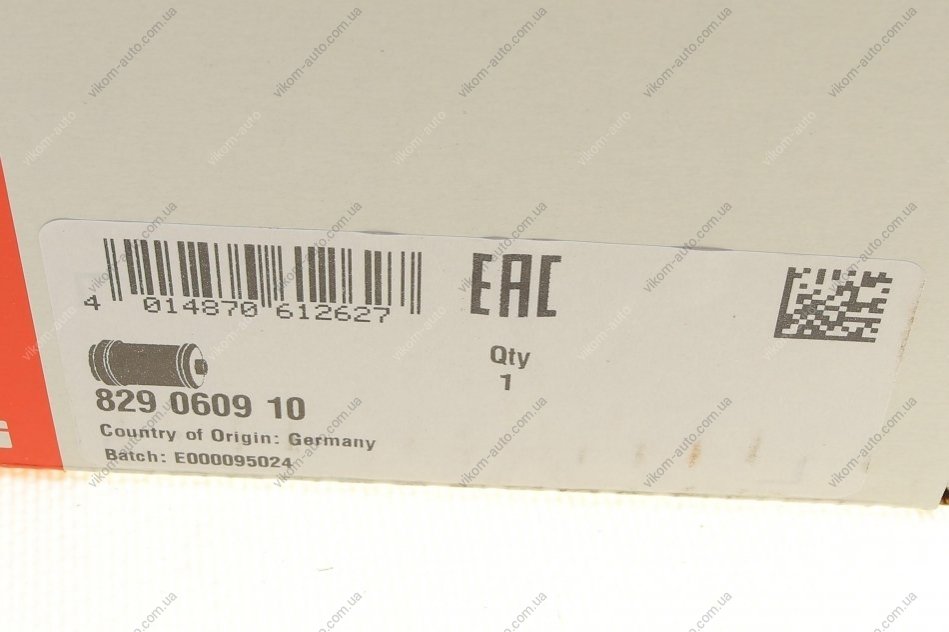 4 014870 612627
EAC
Qty
1
829 0609 10
Country of Origin: Germany
Batch: E000095024
vikom-auto.com.ua